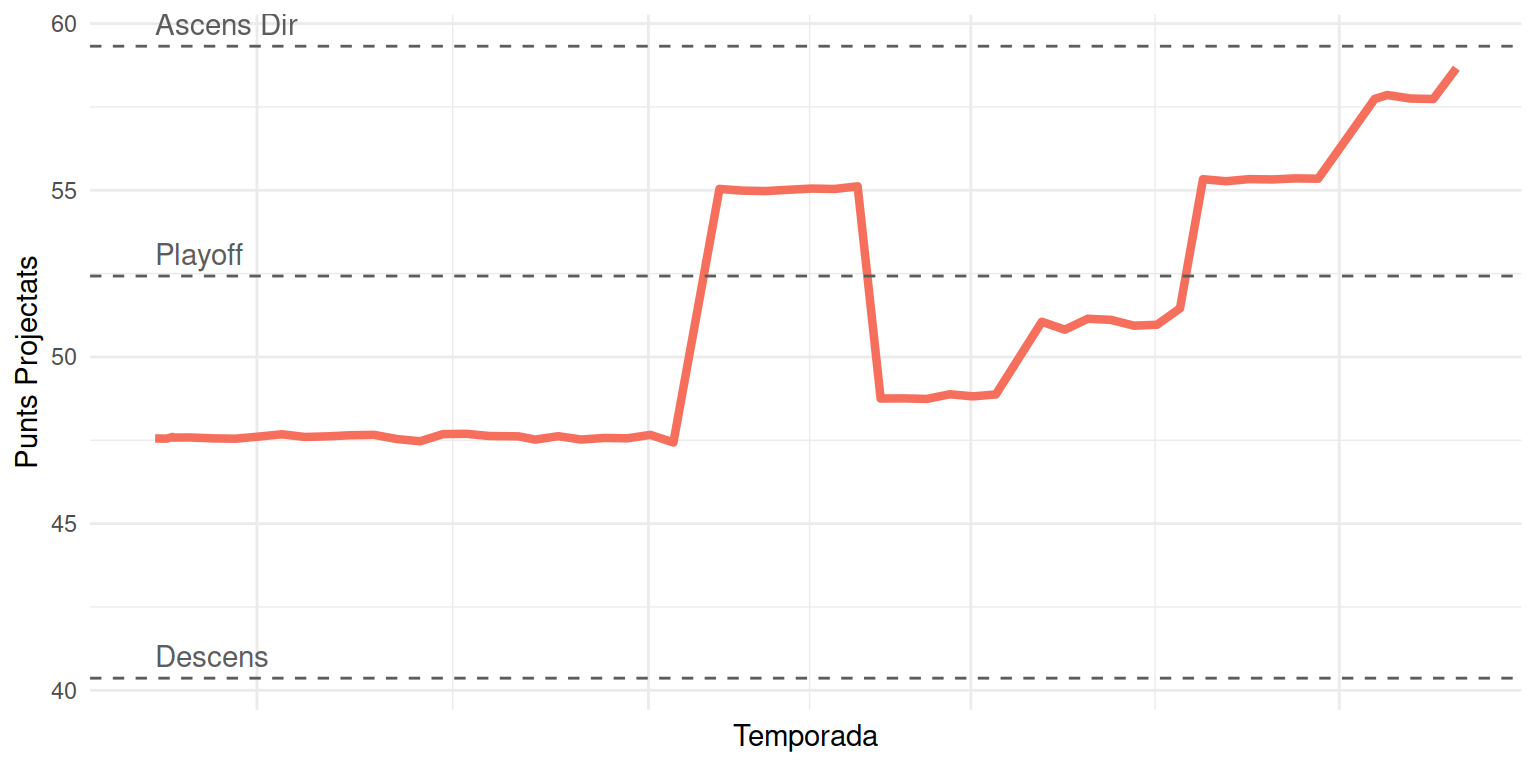 60
Ascens Dir
55
Playoff
50
45
Descens
40
Punts Projectats
Temporada